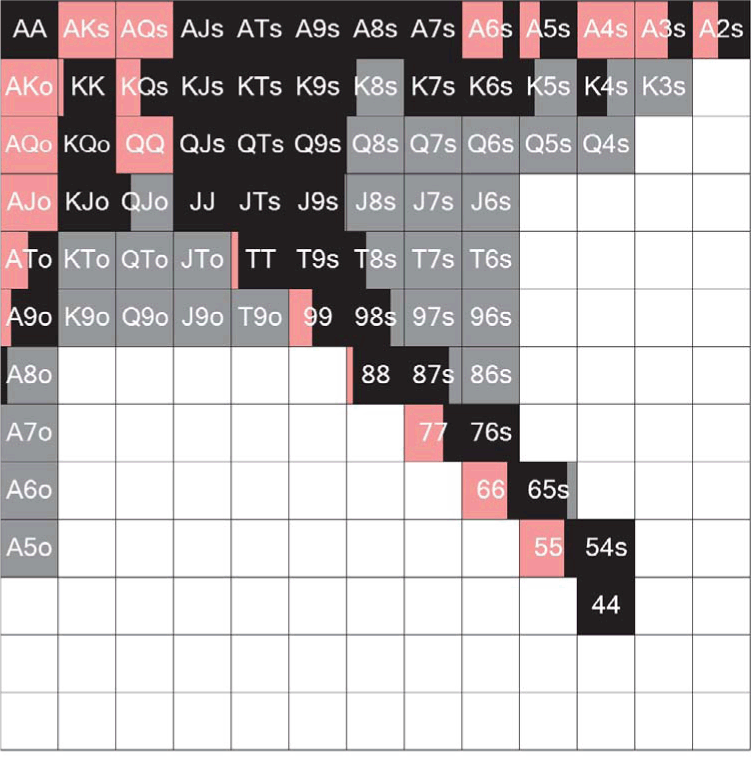 AA AKs AQs AJs ATs A9s A8s A7s A6s A5s A4s A3s A2s
AKo KK KQs KJs KTs K9s K8s K7s K6s K5s K4s K3s
AQo KQo QQ QJs QTs Q9s Q8s Q7s Q6s Q5s Q4s
AJo KJo QJo JJ JTs J9s J8s J7s J6s
ATo KTo QTo JTo TT T9s T8s T7s T6s
A9o K9o Q9o J9o T9o 99 98s 97s 96s
A8o 88 87s 86s
A7o 77 76s
A6o 66 65s
A5o 55 54s
44